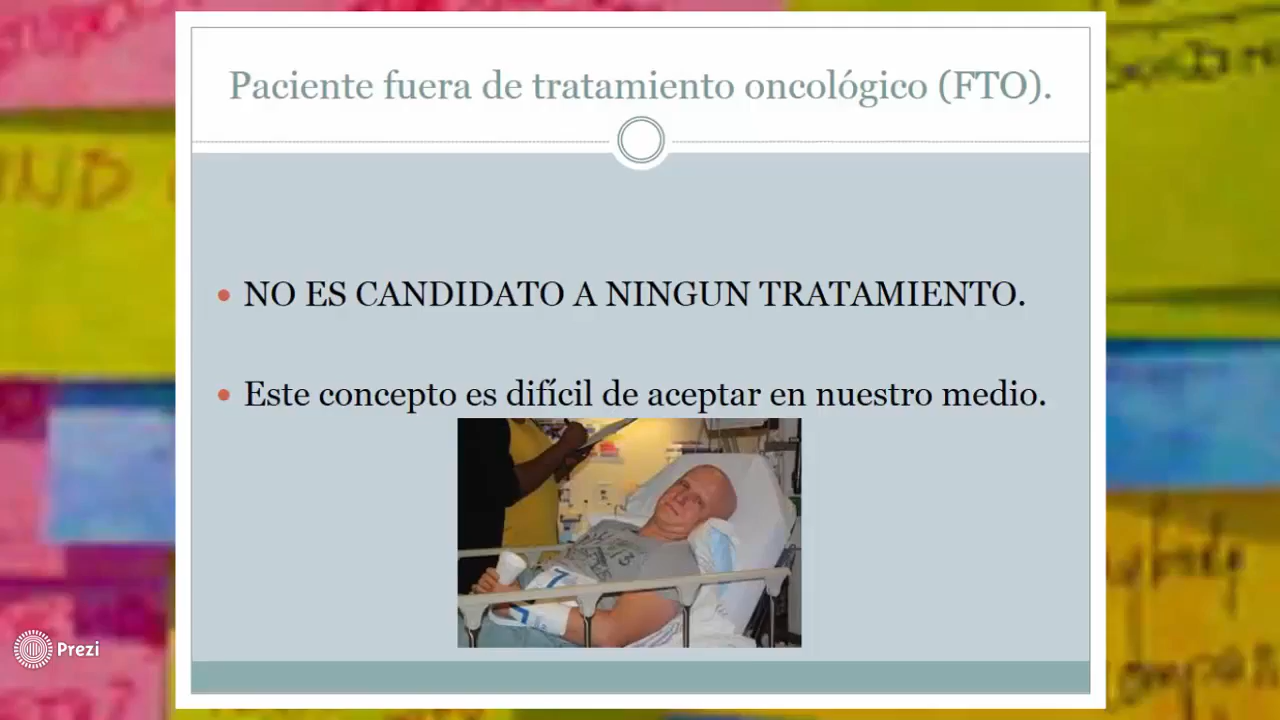 Paciente fuera de tratamiento oncológico (FTO).
IND
• NO ES CANDIDATO A NINGUN TRATAMIENTO.
• Este concepto es difícil de aceptar en nuestro medio.
Prezi